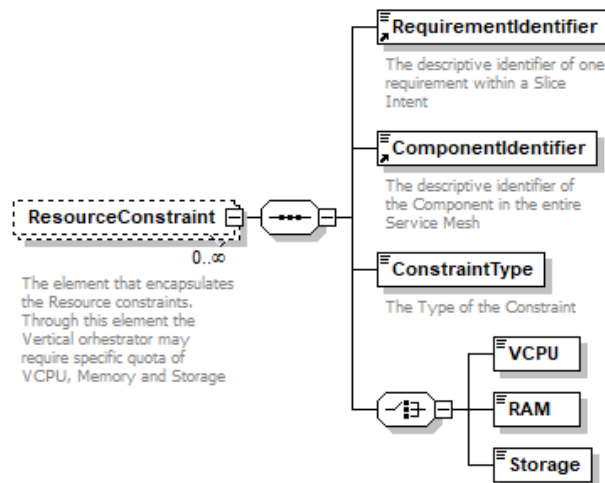 RequirementIdentifier
The descriptive identifier of one
requirement within a Slice
Intent
ComponentIdentifier
The descriptive identifier of
the Component in the entire
Service Mesh
ResourceConstraint
0..∞
The element that encapsulates
the Resource constraints.
Through this element the
Vertical orhestrator may
require specific quota of
VCPU, Memory and Storage
ConstraintType
The Type of the Constraint
VCPU
RAM
Storage